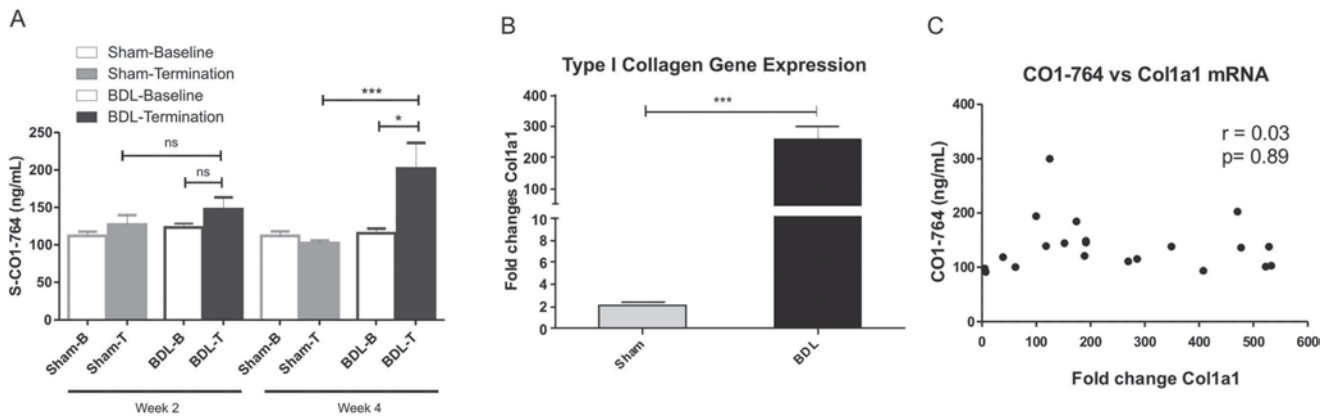 A
Sham-Baseline
Sham-Termination
BDL-Baseline
BDL-Termination
***
*
ns
ns
S-CO1-764 (ng/mL)
250
200
150
100
50
0
Sham-B
Sham-T
BDL-B
BDL-T
Sham-B
Sham-T
BDL-B
BDL-T
Week 2
Week 4
B
Type I Collagen Gene Expression
***
Fold changes Col1a1
400
300
200
100
10
8
6
4
2
0
Sham
BDL
C
CO1-764 vs Col1a1 mRNA
r = 0.03
p= 0.89
CO1-764 (ng/mL)
400
300
200
100
0
0
100
200
300
400
500
600
Fold change Col1a1